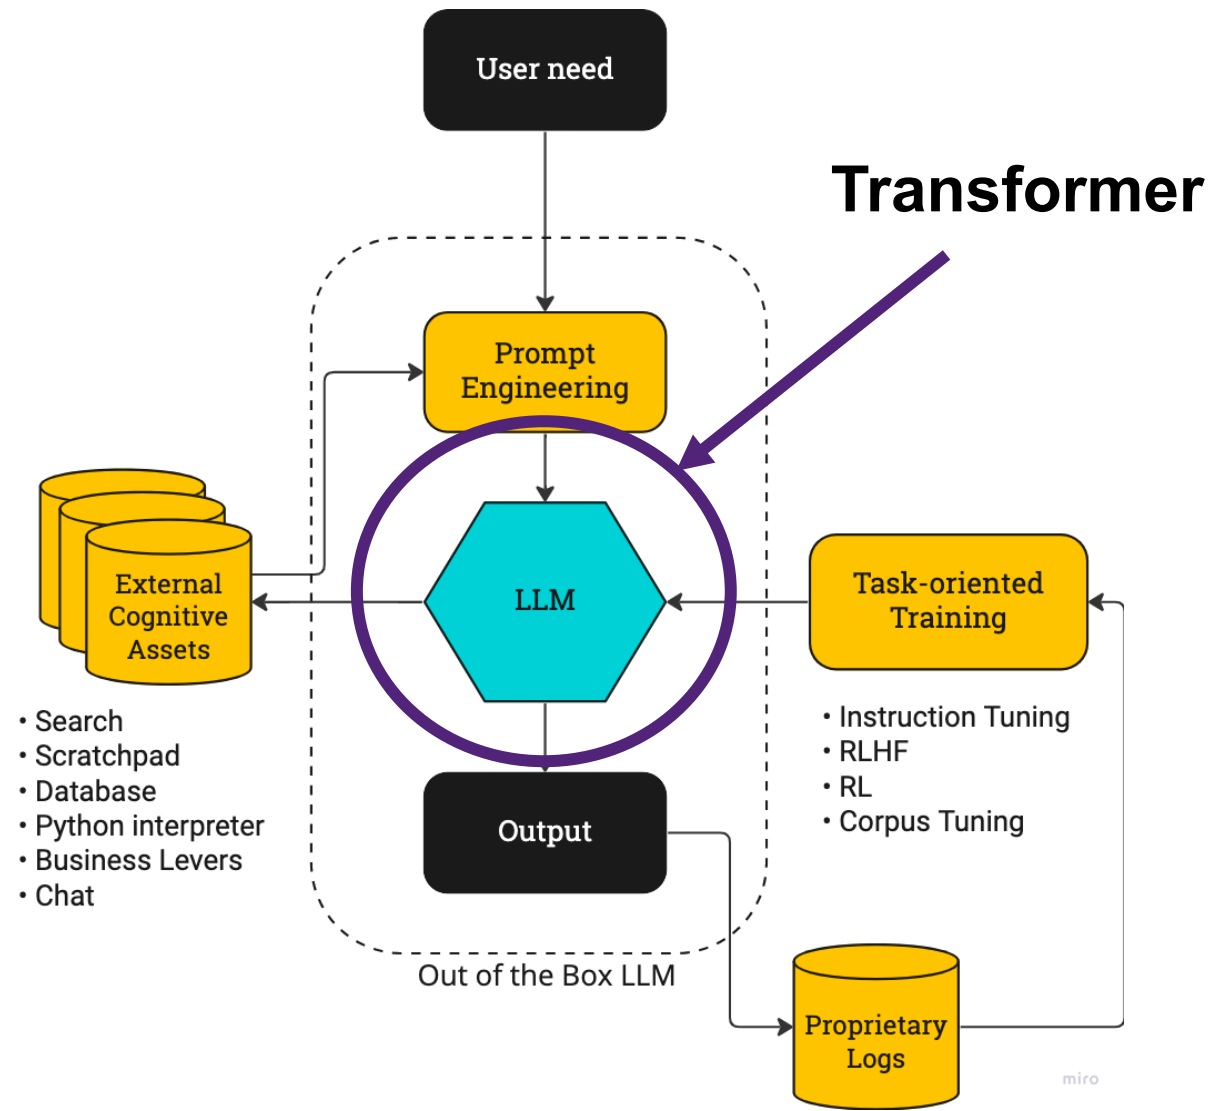 User need
Transformer
Prompt
Engineering
External
Cognitive
Assets
LLM
Task-oriented
Training
• Search
• Scratchpad
• Database
• Python interpreter
• Business Levers
• Chat
• Instruction Tuning
• RLHF
• RL
• Corpus Tuning
Output
Out of the Box LLM
Proprietary
Logs
miro